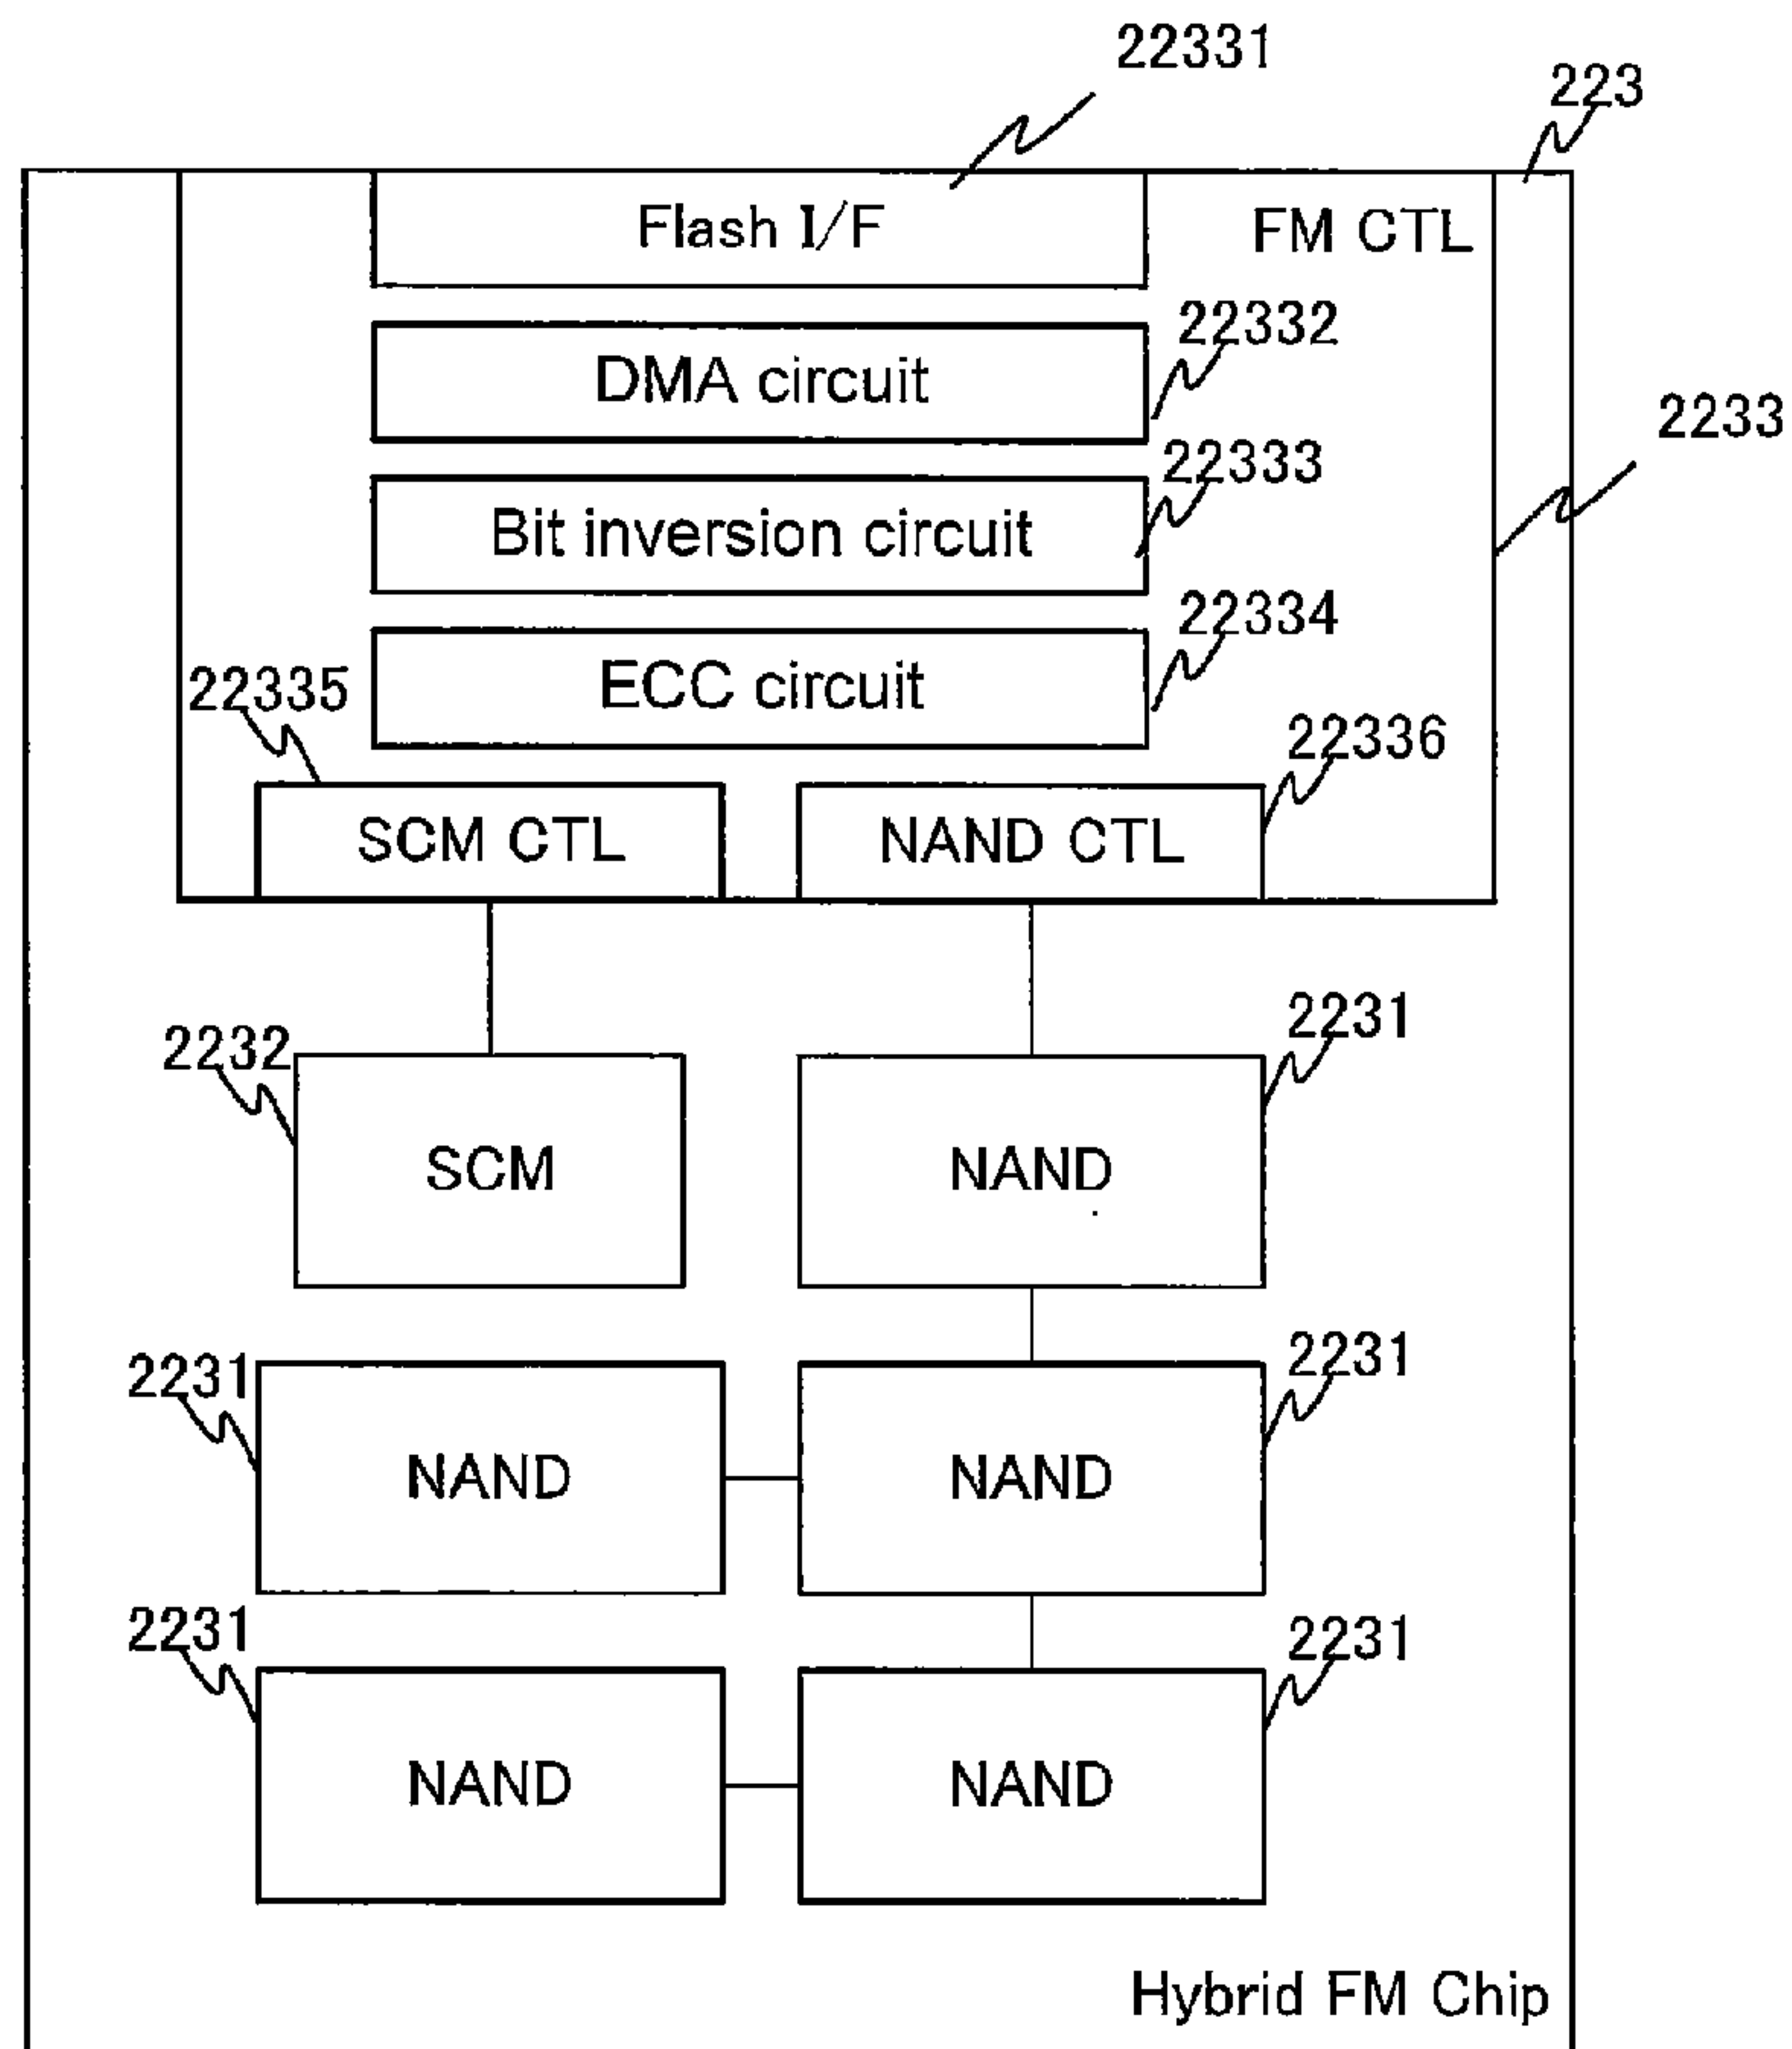 22331
223
Flash I/F
FM CTL
22332
DMA circuit
2233
22333
Bit inversion circuit
22334
ECC circuit
22335
22336
SCM CTL
NAND CTL
2231
2232
SCM
NAND
2231
2231
NAND
NAND
2231
2231
NAND
NAND
Hybrid FM Chip